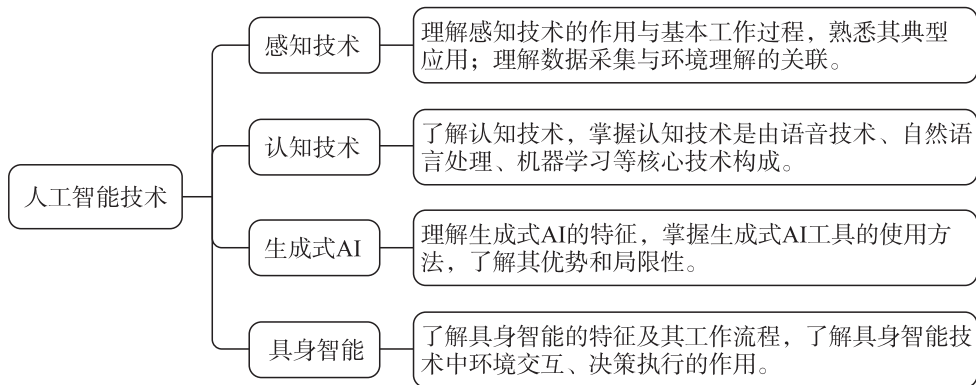 人工智能技术
感知技术
理解感知技术的作用与基本工作过程，熟悉其典型
应用；理解数据采集与环境理解的关联。
认知技术
了解认知技术，掌握认知技术是由语音技术、自然语
言处理、机器学习等核心技术构成。
生成式AI
理解生成式AI的特征，掌握生成式AI工具的使用方
法，了解其优势和局限性。
具身智能
了解具身智能的特征及其工作流程，了解具身智能技
术中环境交互、决策执行的作用。